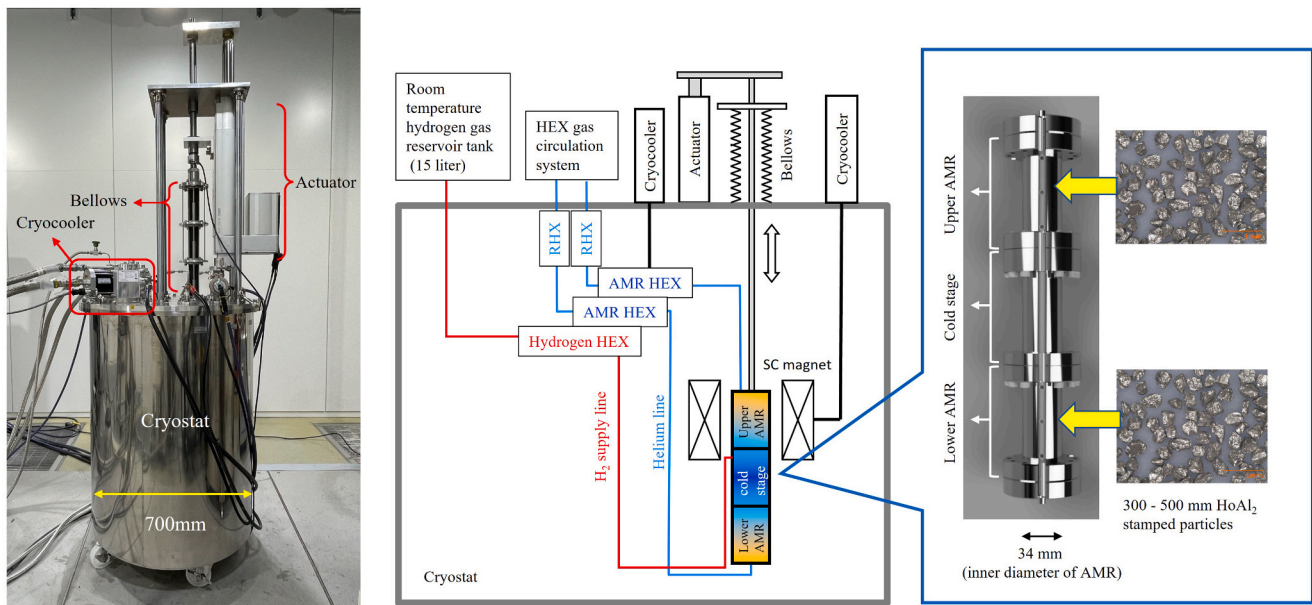 Actuator
Bellows
Cryocooler
Cryostat
700mm
Room
temperature
hydrogen gas
reservoir tank
(15 liter)
HEX gas
circulation
system
Cryocooler
Actuator
Bellows
Cryocooler
RHX
RHX
AMR HEX
AMR HEX
Hydrogen HEX
SC magnet
H₂ supply line
Helium line
Upper
AMR
cold
stage
Lower
AMR
Cryostat
Upper AMR
Cold stage
Lower AMR
300 - 500 mm HoAl₂
stamped particles
34 mm
(inner diameter of AMR)